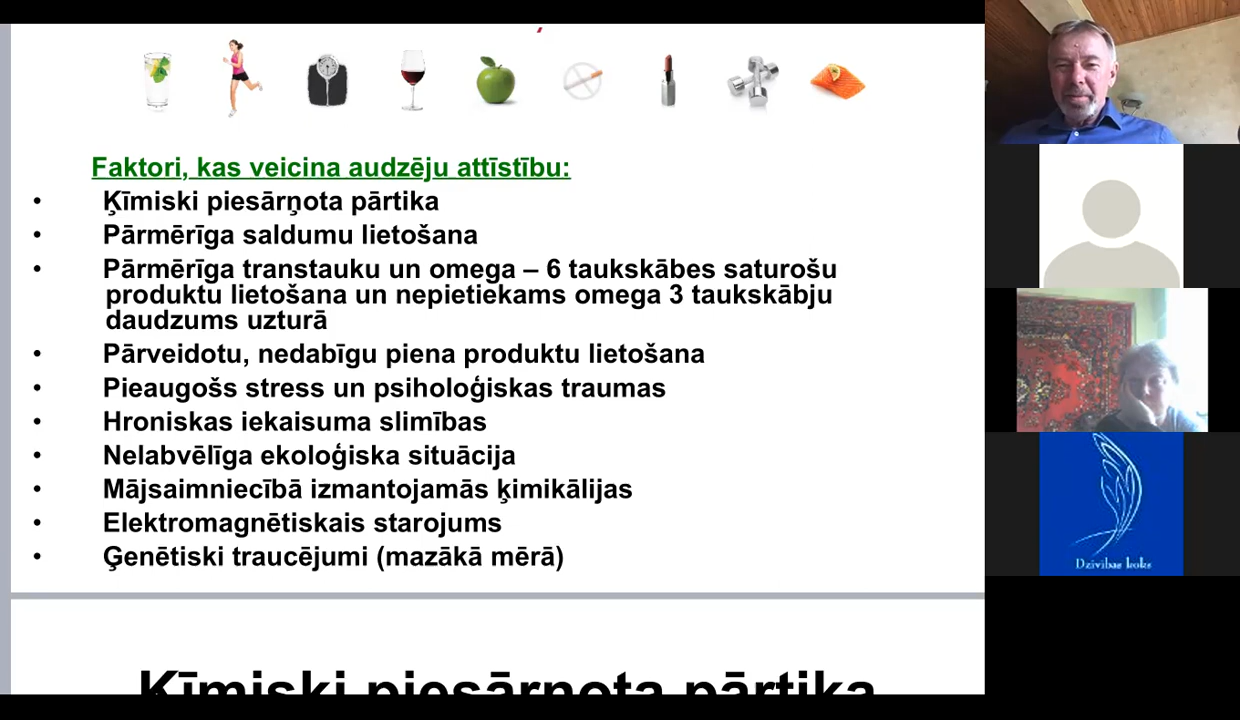 Faktori, kas veicina audzēju attīstību:
• Ķīmiski piesārņota pārtika
• Pārmērīga saldumu lietošana
• Pārmērīga transtauku un omega – 6 taukskābes saturošu
produktu lietošana un nepietiekams omega 3 taukskābju
daudzums uzturā
• Pārveidotu, nedabīgu piena produktu lietošana
• Pieaugošs stress un psiholoģiskas traumas
• Hroniskas iekaisuma slimības
• Nelabvēlīga ekoloģiska situācija
• Mājsaimniecībā izmantojamās ķimikālijas
• Elektromagnētiskais starojums
• Ģenētiski traucējumi (mazākā mērā)
Ķīmiski piesārņota pārtika
Dzīvības koks